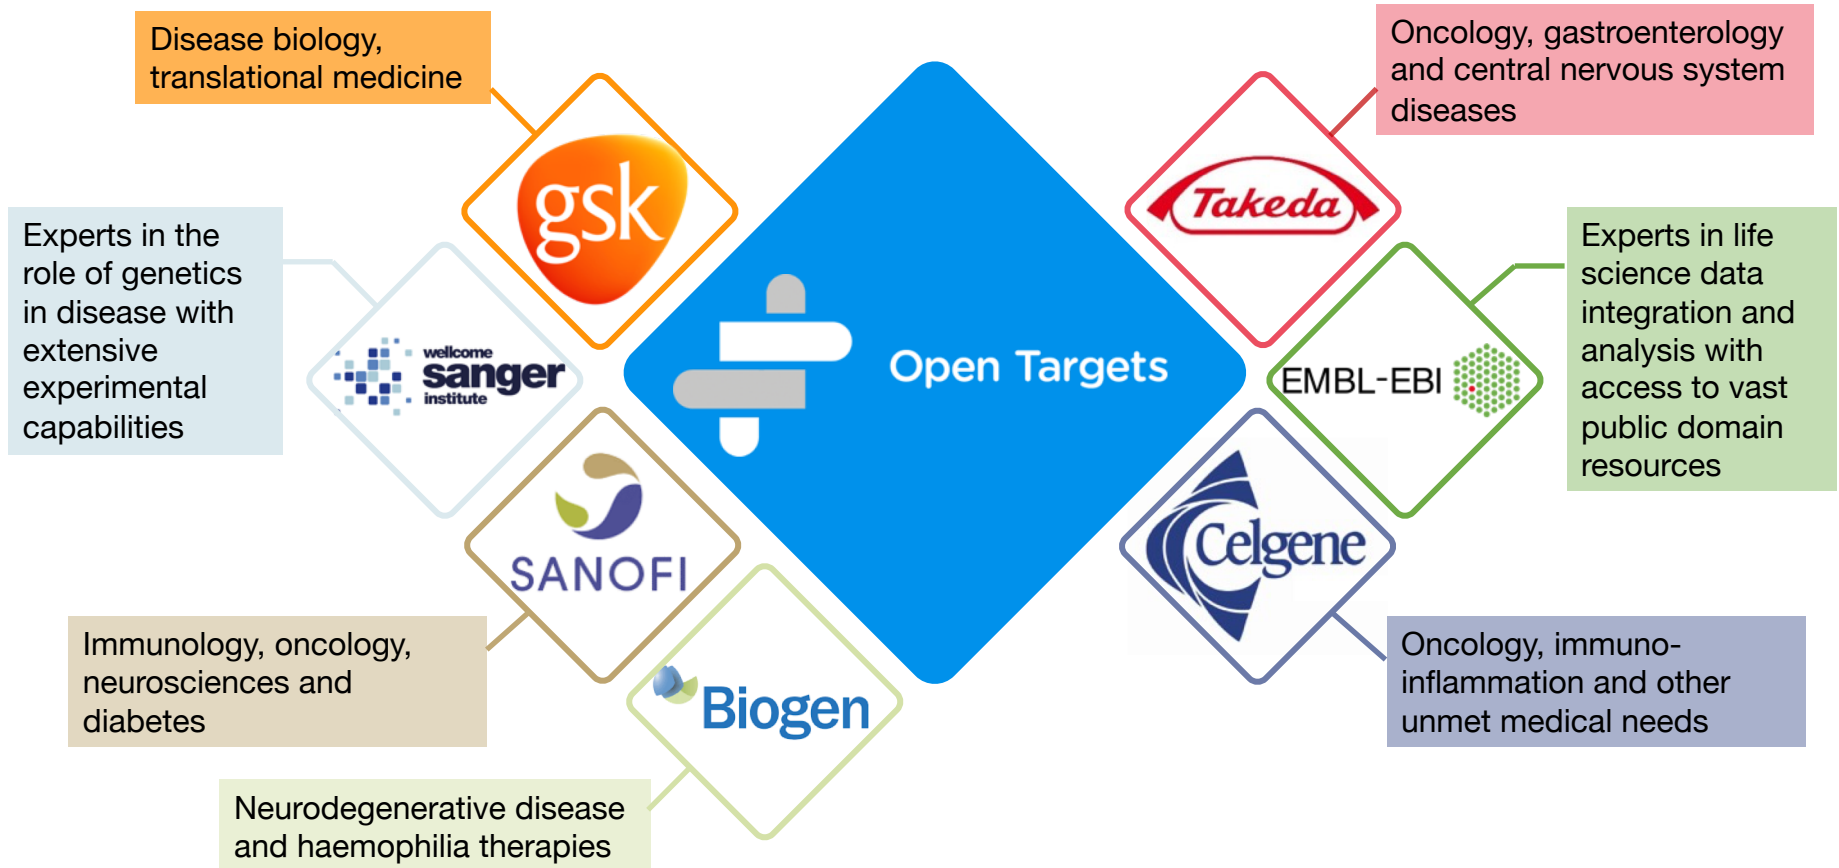 Disease biology,
translational medicine
gsk
Experts in the
role of genetics
in disease with
extensive
experimental
capabilities
wellcome
sanger
institute
SANOFI
Immunology, oncology,
neurosciences and
diabetes
Biogen
Neurodegenerative disease
and haemophilia therapies
Open Targets
Oncology, gastroenterology
and central nervous system
diseases
Takeda
Experts in life
science data
integration and
analysis with
access to vast
public domain
resources
EMBL-EBI
Celgene
Oncology, immuno-
inflammation and other
unmet medical needs